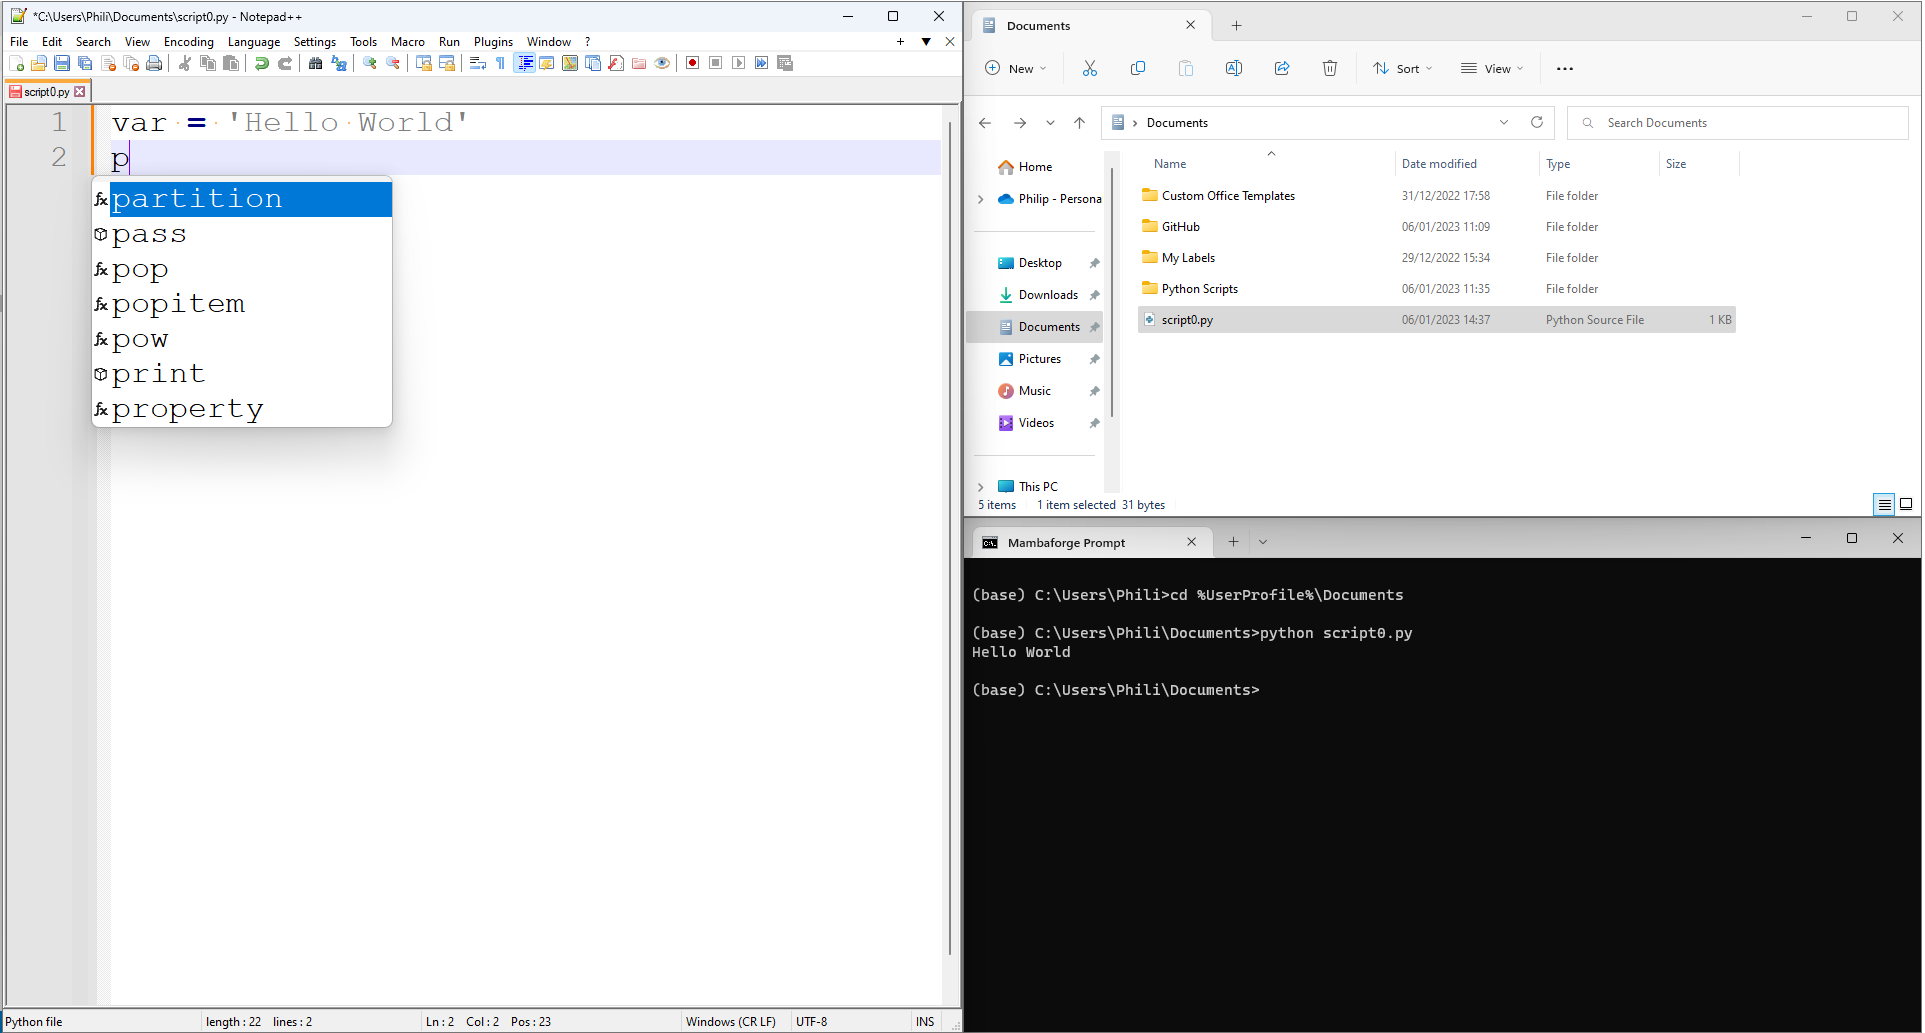 *C:\Users\Phili\Documents\script0.py - Notepad++
File Edit Search View Encoding Language Settings Tools Macro Run Plugins Window ?
script0.py
1 var = 'Hello World'
2 p
partition
pass
pop
popitem
pow
print
property
Python file length : 22 lines : 2 Ln : 2 Col : 2 Pos : 23 Windows (CR LF) UTF-8 INS
Documents
New Sort View
Documents Search Documents
Home
Philip - Persona
Desktop
Downloads
Documents
Pictures
Music
Videos
This PC
Name Date modified Type Size
Custom Office Templates 31/12/2022 17:58 File folder
GitHub 06/01/2023 11:09 File folder
My Labels 29/12/2022 15:34 File folder
Python Scripts 06/01/2023 11:35 File folder
script0.py 06/01/2023 14:37 Python Source File 1 KB
5 items 1 item selected 31 bytes
Mambaforge Prompt
(base) C:\Users\Phili>cd %UserProfile%\Documents
(base) C:\Users\Phili\Documents>python script0.py
Hello World
(base) C:\Users\Phili\Documents>